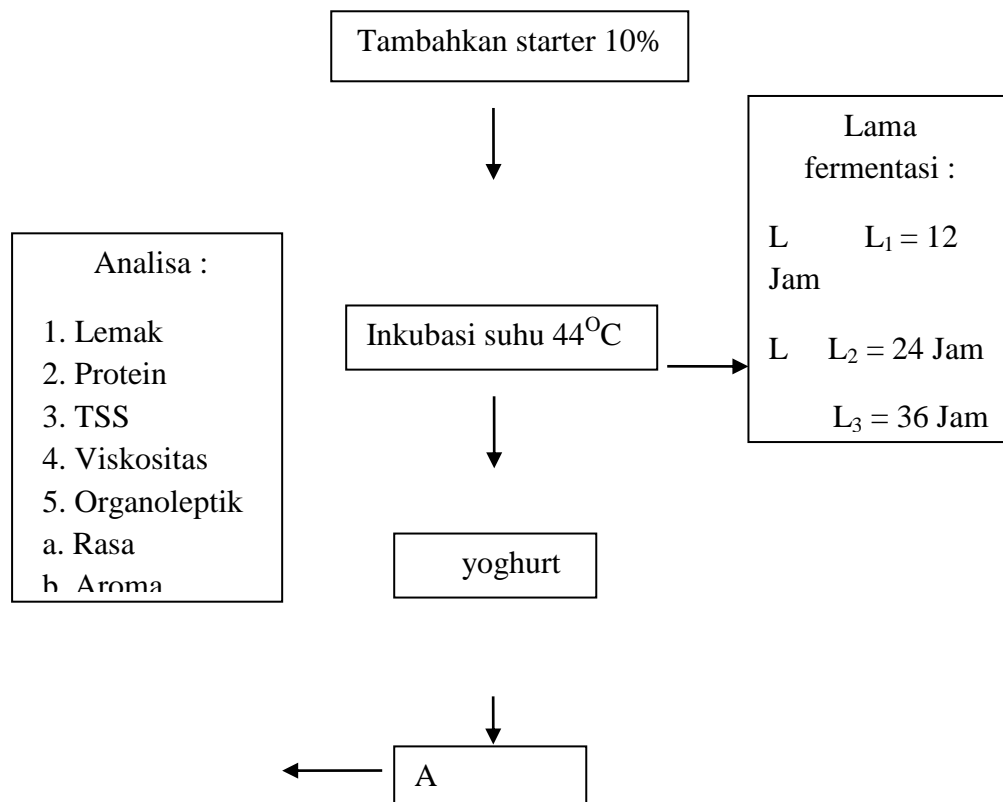 Tambahkan starter 10%
Lama
fermentasi :
L L₁ = 12
Jam
L L₂ = 24 Jam
L₃ = 36 Jam
Analisa :
1. Lemak
2. Protein
3. TSS
4. Viskositas
5. Organoleptik
a. Rasa
b. Aroma
Inkubasi suhu 44ᴼC
yoghurt
A